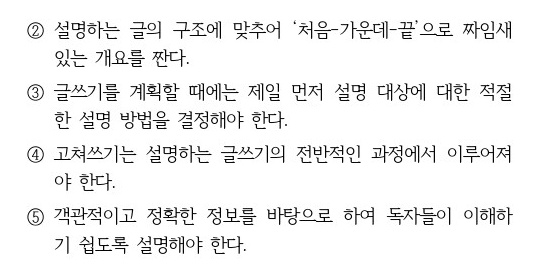 ② 설명하는 글의 구조에 맞추어 ‘처음-가운데-끝’으로 짜임새
있는 개요를 짠다.
③ 글쓰기를 계획할 때에는 제일 먼저 설명 대상에 대한 적절
한 설명 방법을 결정해야 한다.
④ 고쳐쓰기는 설명하는 글쓰기의 전반적인 과정에서 이루어져
야 한다.
⑤ 객관적이고 정확한 정보를 바탕으로 하여 독자들이 이해하
기 쉽도록 설명해야 한다.